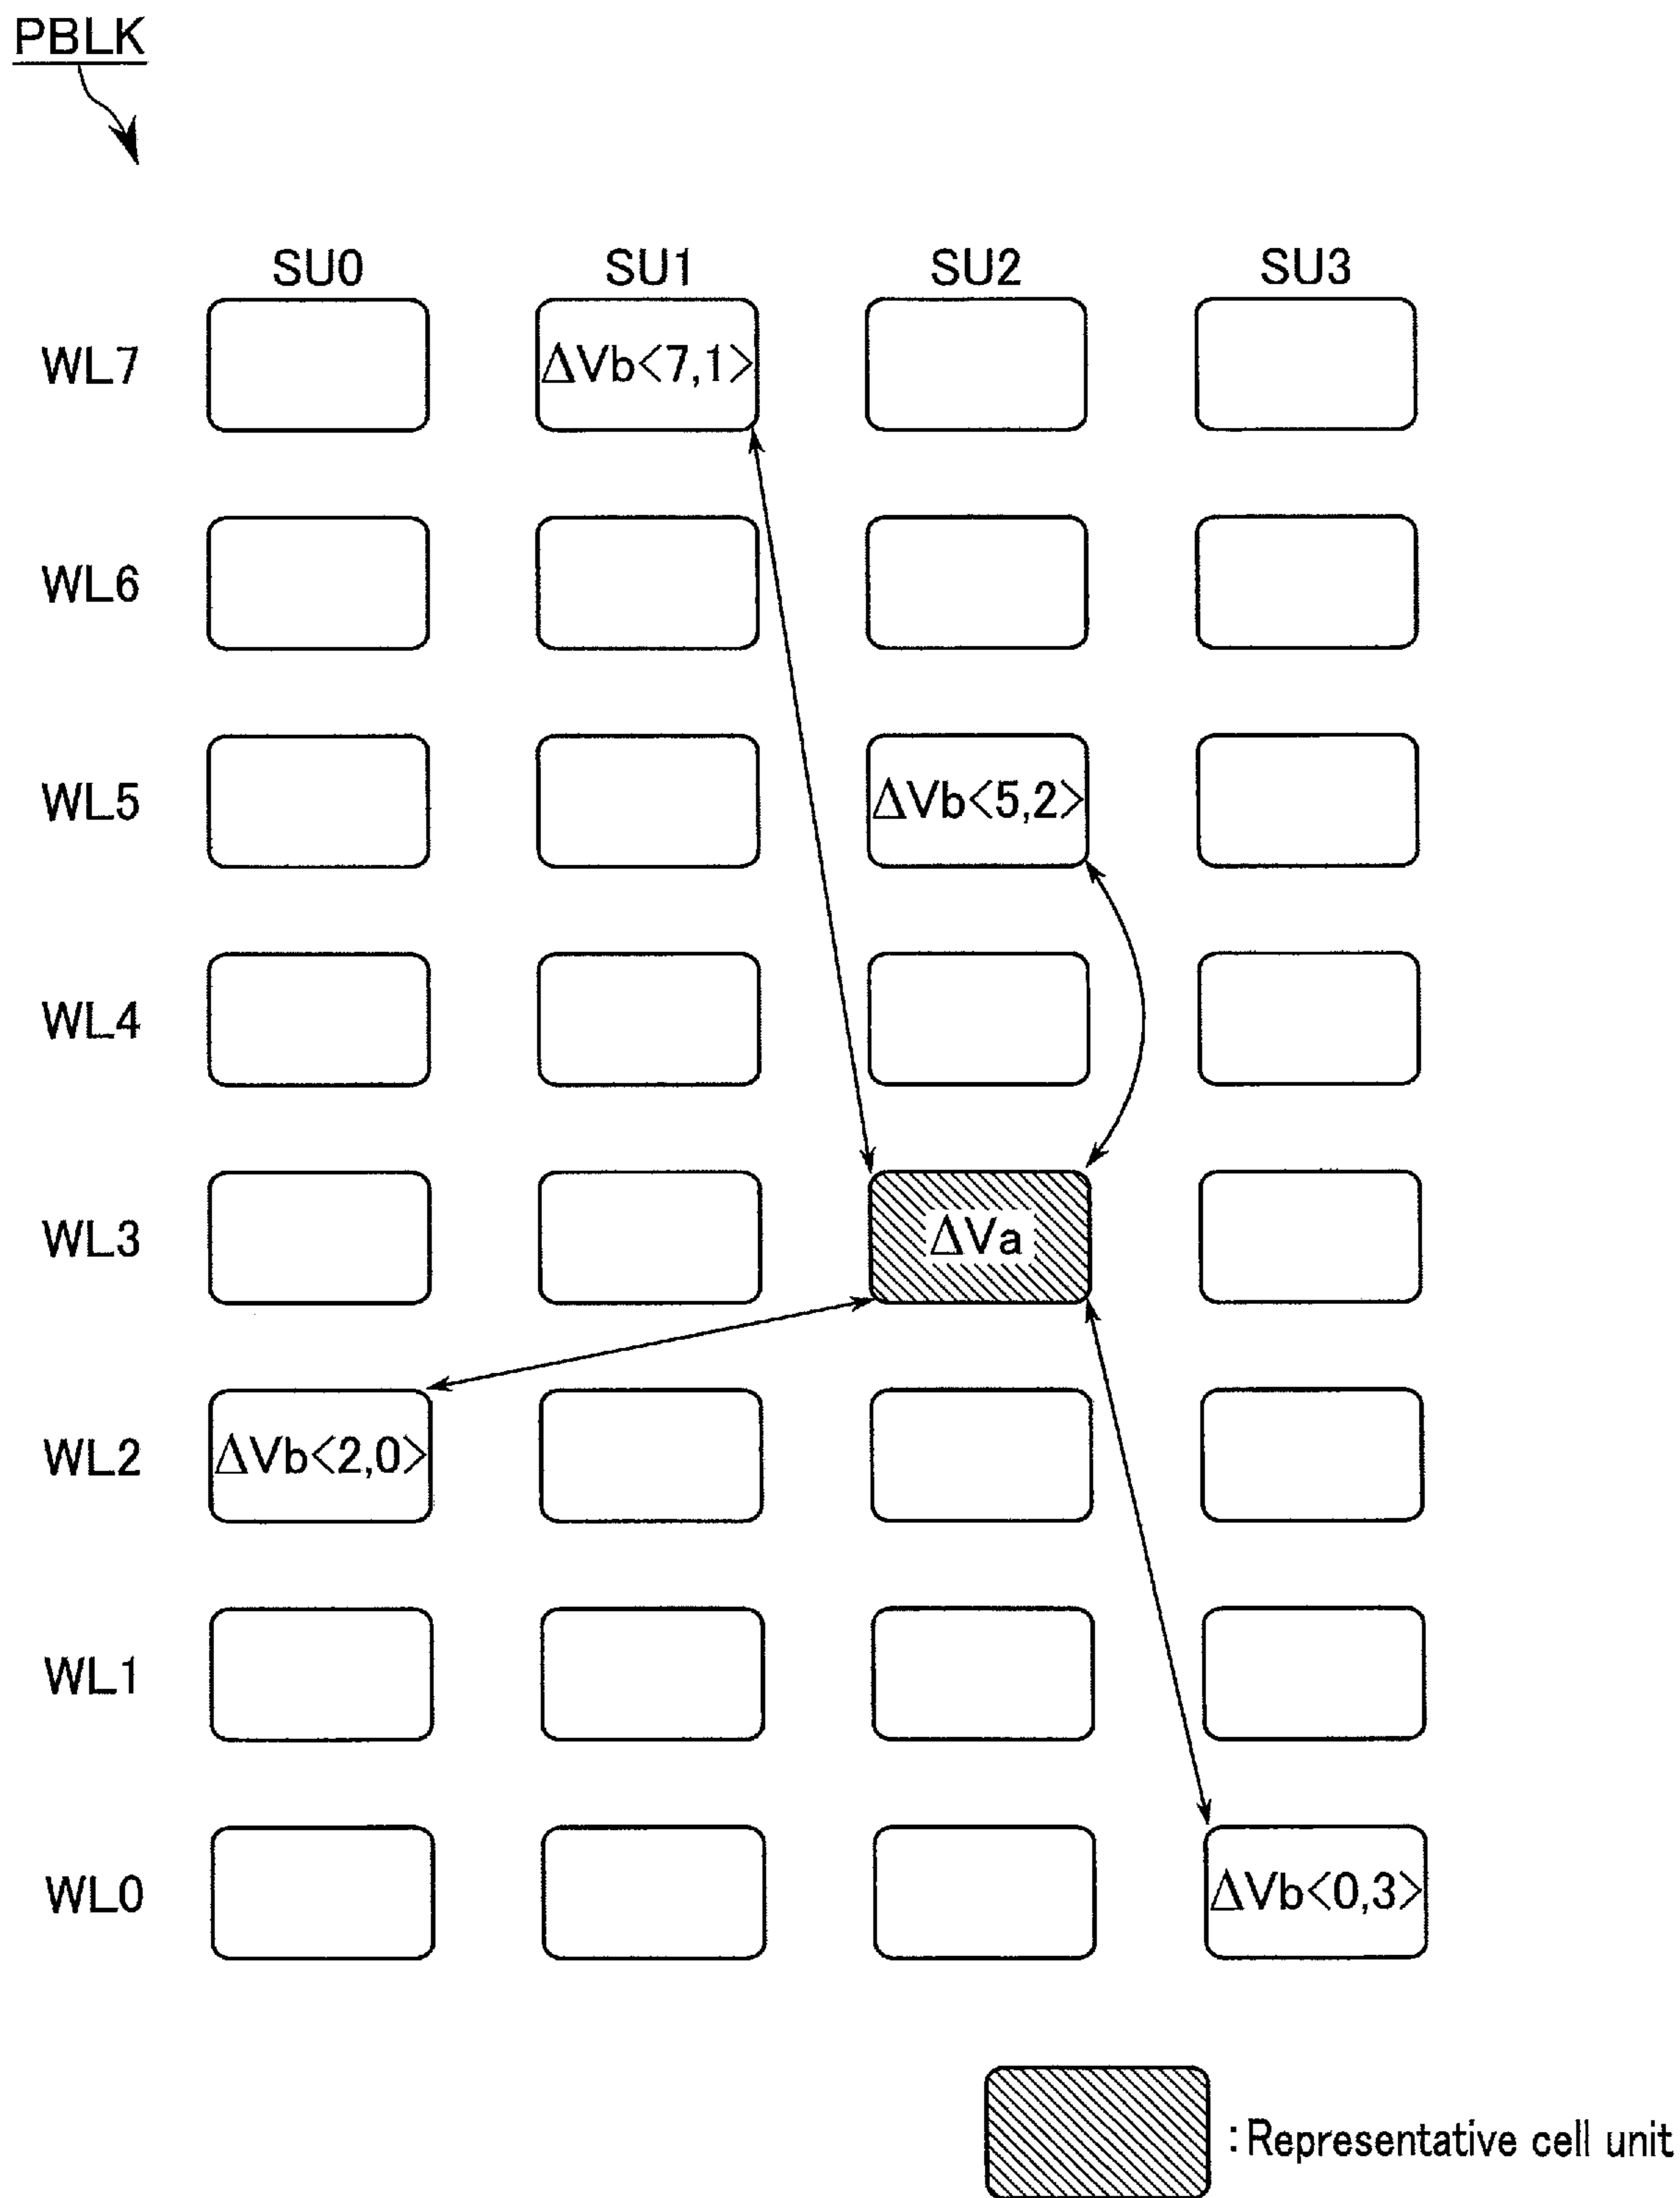 PBLK
SU0 SU1 SU2 SU3
WL7 ΔVb<7,1>
WL6
WL5 ΔVb<5,2>
WL4
WL3 ΔVa
WL2 ΔVb<2,0>
WL1
WL0 ΔVb<0,3>
: Representative cell unit